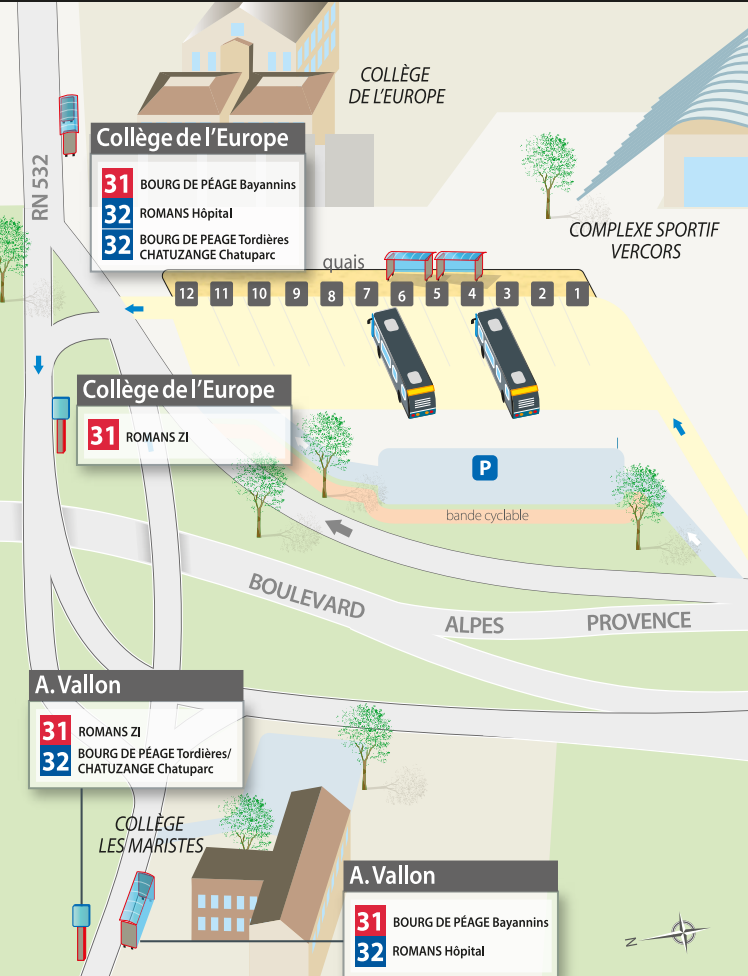 COLLÈGE
DE L'EUROPE
RN 532
Collège de l'Europe
31 BOURG DE PÉAGE Bayannins
32 ROMANS Hôpital
32 BOURG DE PEAGE Tordières
CHATUZANGE Chatuparc
COMPLEXE SPORTIF
VERCORS
quais
12 11 10 9 8 7 6 5 4 3 2 1
Collège de l'Europe
31 ROMANS ZI
P
bande cyclable
BOULEVARD ALPES PROVENCE
A. Vallon
31 ROMANS ZI
32 BOURG DE PÉAGE Tordières/
CHATUZANGE Chatuparc
COLLÈGE
LES MARISTES
A. Vallon
31 BOURG DE PÉAGE Bayannins
32 ROMANS Hôpital
N